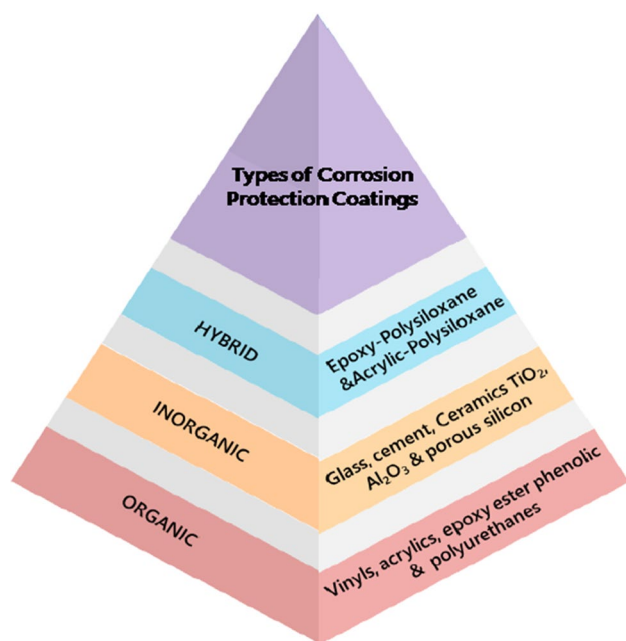 Types of Corrosion
Protection Coatings
HYBRID
Epoxy-Polysiloxane
&Acrylic-Polysiloxane
INORGANIC
Glass, cement, Ceramics TiO₂,
Al₂O₃ & porous silicon
ORGANIC
Vinyls, acrylics, epoxy ester phenolic
& polyurethanes